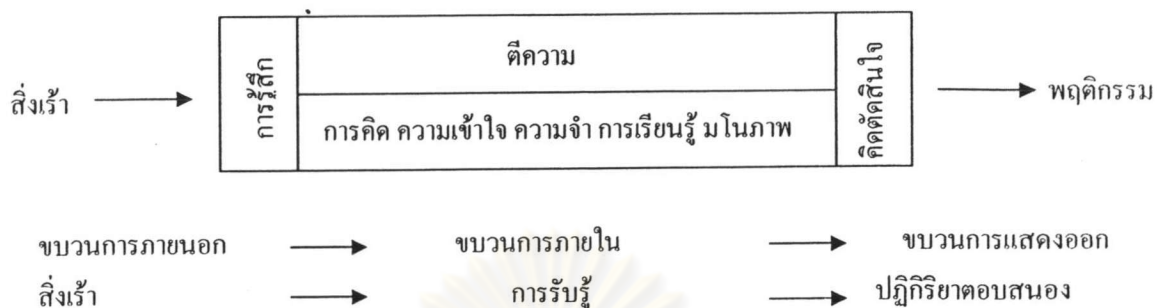 สิ่งเร้า
การรู้สึก
ตีความ
การคิด ความเข้าใจ ความจำ การเรียนรู้ มโนภาพ
คิดตัดสินใจ
พฤติกรรม
ขบวนการภายนอก ขบวนการภายใน ขบวนการแสดงออก
สิ่งเร้า การรับรู้ ปฏิกิริยาตอบสนอง